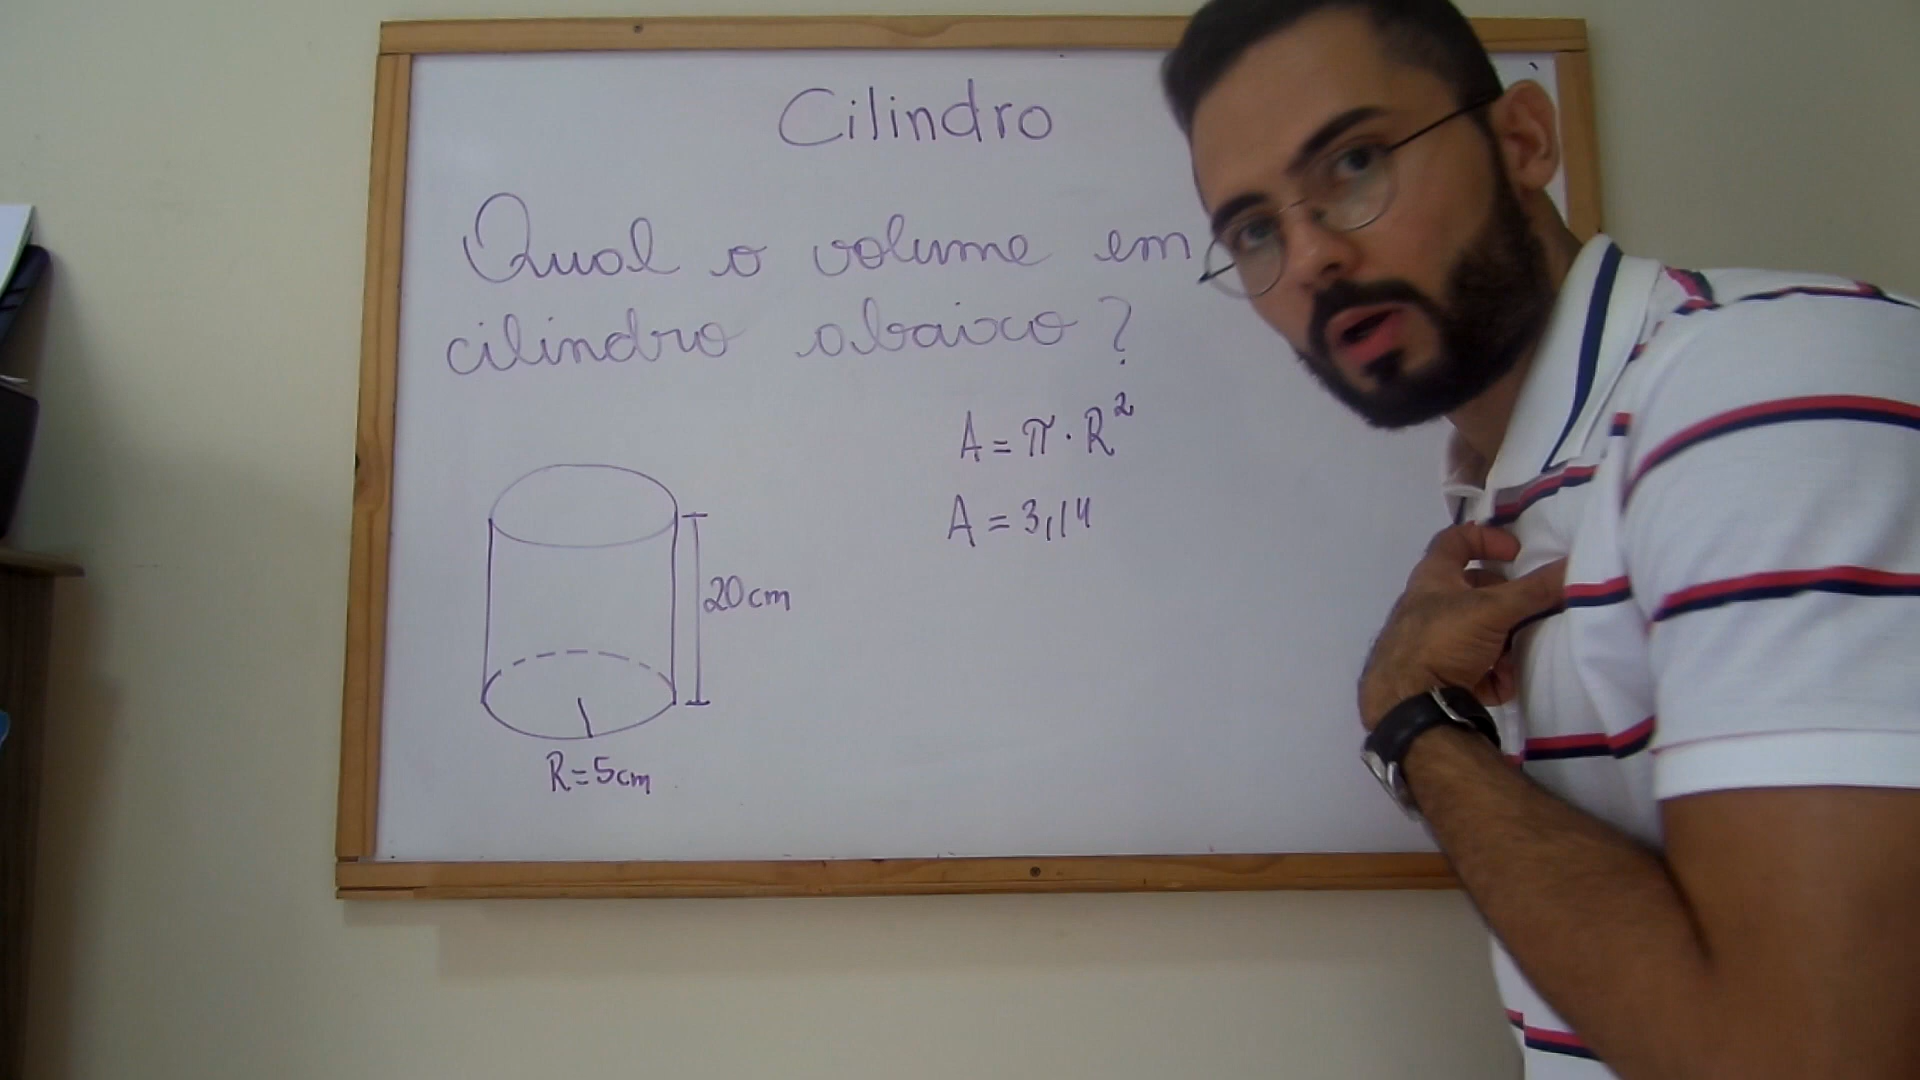 Cilindro
Qual o volume em
cilindro abaixo?
A = π · R²
A = 3,14
20cm
R=5cm